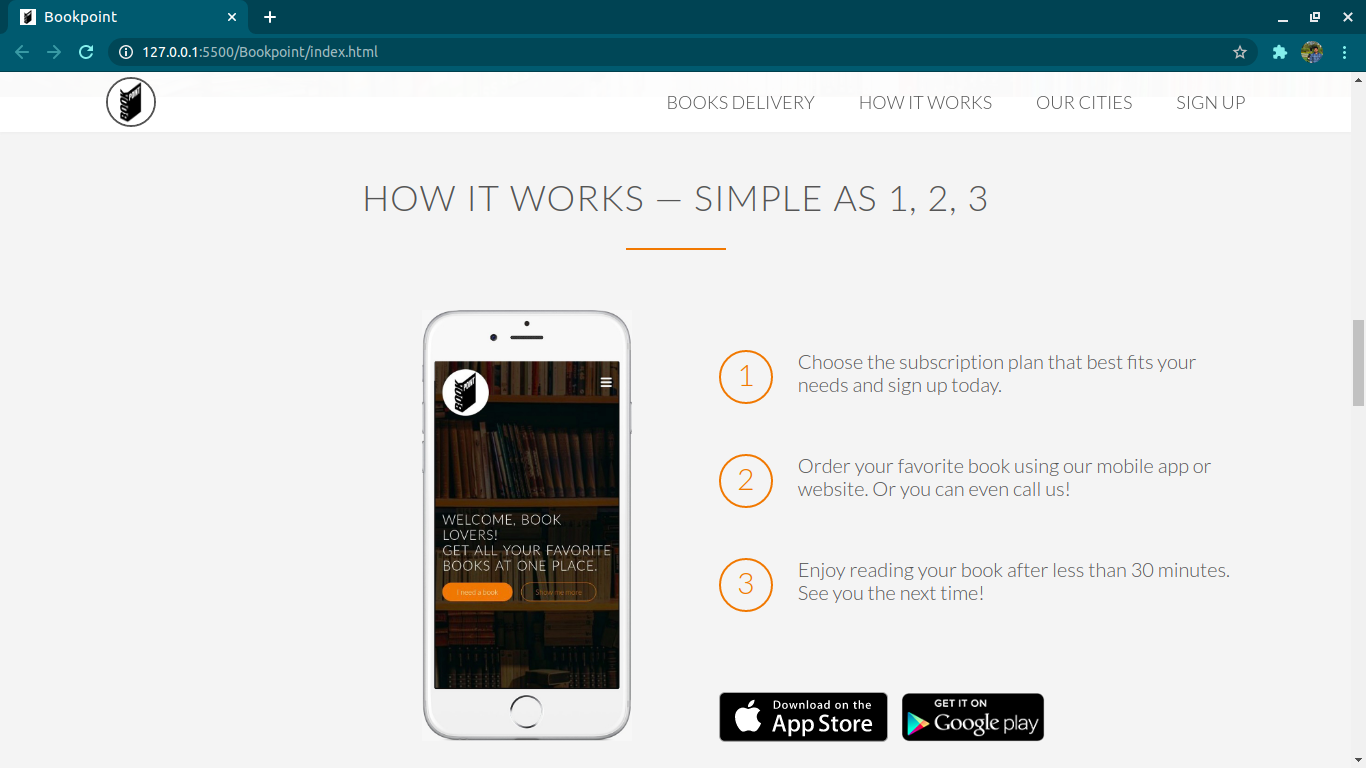 Bookpoint
127.0.0.1:5500/Bookpoint/index.html
BOOK POINT
BOOKS DELIVERY HOW IT WORKS OUR CITIES SIGN UP
HOW IT WORKS — SIMPLE AS 1, 2, 3
BOOK POINT
WELCOME, BOOK
LOVERS!
GET ALL YOUR FAVORITE
BOOKS AT ONE PLACE.
I need a book Show me more
1 Choose the subscription plan that best fits your
needs and sign up today.
2 Order your favorite book using our mobile app or
website. Or you can even call us!
3 Enjoy reading your book after less than 30 minutes.
See you the next time!
Download on the
App Store
GET IT ON
Google play